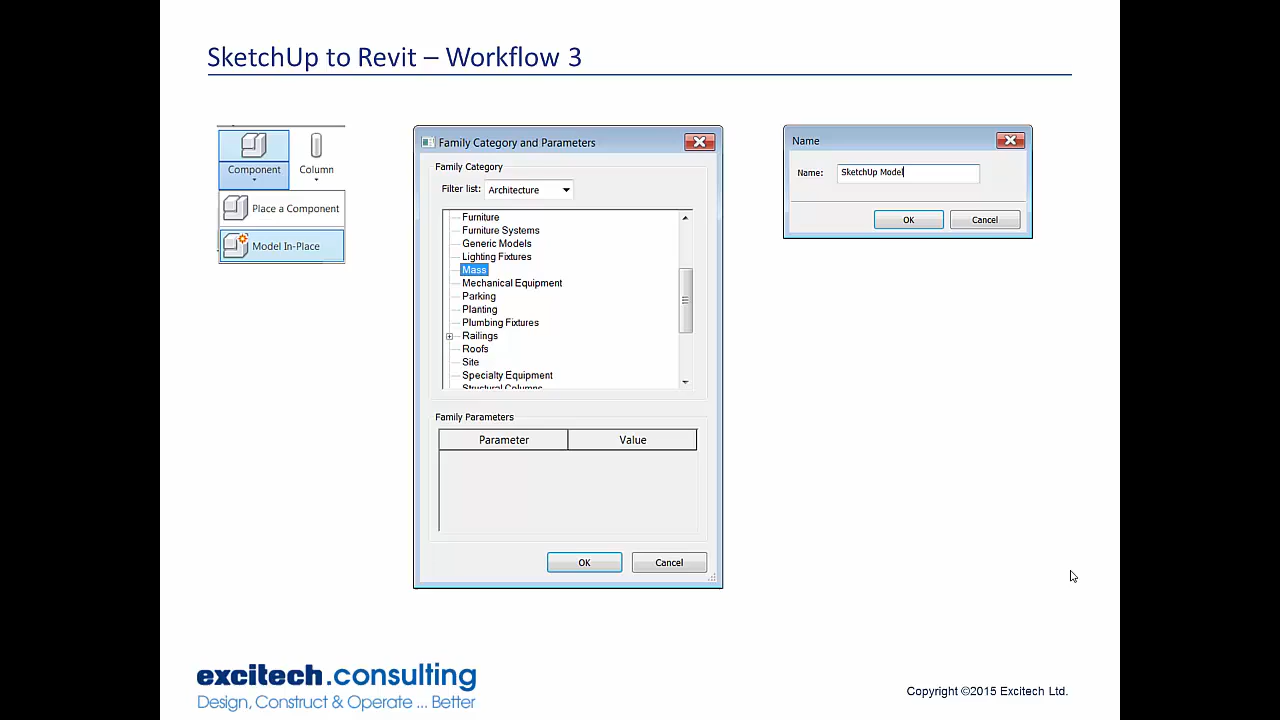 SketchUp to Revit – Workflow 3
Component
Column
Place a Component
Model In-Place
Family Category and Parameters
Family Category
Filter list: Architecture
Furniture
Furniture Systems
Generic Models
Lighting Fixtures
Mass
Mechanical Equipment
Parking
Planting
Plumbing Fixtures
Railings
Roofs
Site
Specialty Equipment
Structural Columns
Family Parameters
Parameter Value
OK Cancel
Name
Name: SketchUp Model
OK Cancel
excitech.consulting
Design, Construct & Operate ... Better
Copyright ©2015 Excitech Ltd.